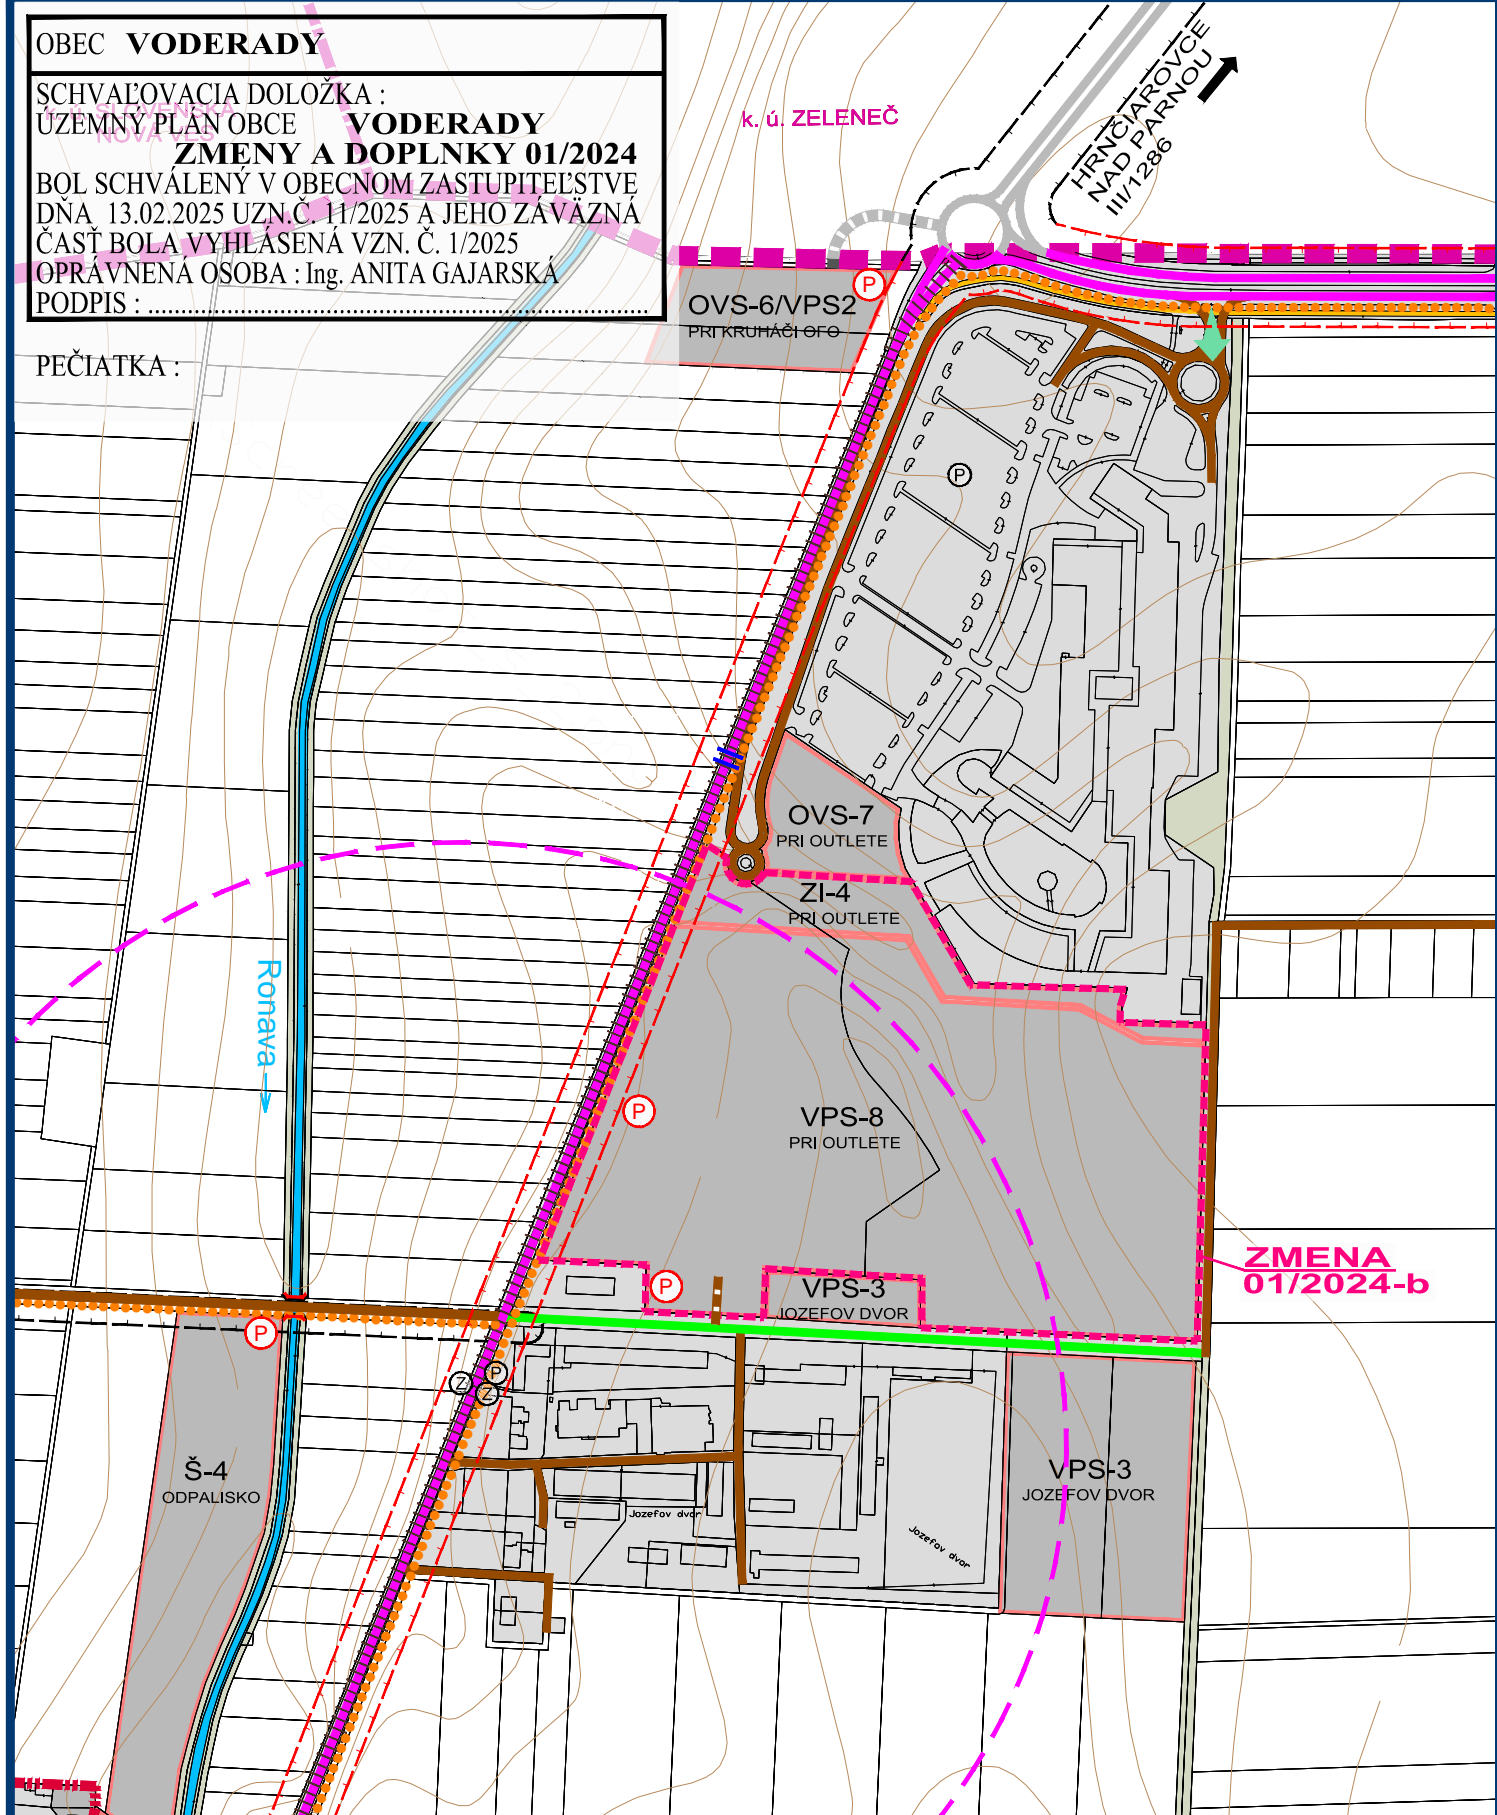 OBEC VODERADY
SCHVAĽOVACIA DOLOŽKA :
ÚZEMNÝ PLÁN OBCE VODERADY
ZMENY A DOPLNKY 01/2024
BOL SCHVÁLENÝ V OBECNOM ZASTUPITEĽSTVE
DŇA 13.02.2025 UZN.Č. 11/2025 A JEHO ZÁVÄZNÁ
ČASŤ BOLA VYHLÁSENÁ VZN. Č. 1/2025
OPRÁVNENÁ OSOBA : Ing. ANITA GAJARSKÁ
PODPIS : ................................................................................
PEČIATKA :
k. ú. SLOVENSKÁ
NOVÁ VES
k. ú. ZELENEČ
HRNČIAROVCE
NAD PARNOU
III/1286
OVS-6/VPS2
PRI KRUHÁČI OFO
P
P
OVS-7
PRI OUTLETE
ZI-4
PRI OUTLETE
Ronava
P
VPS-8
PRI OUTLETE
ZMENA
01/2024-b
P
VPS-3
JOZEFOV DVOR
P
P
Z
Z
Š-4
ODPALISKO
VPS-3
JOZEFOV DVOR
Jozefov dvor
Jozefov dvor